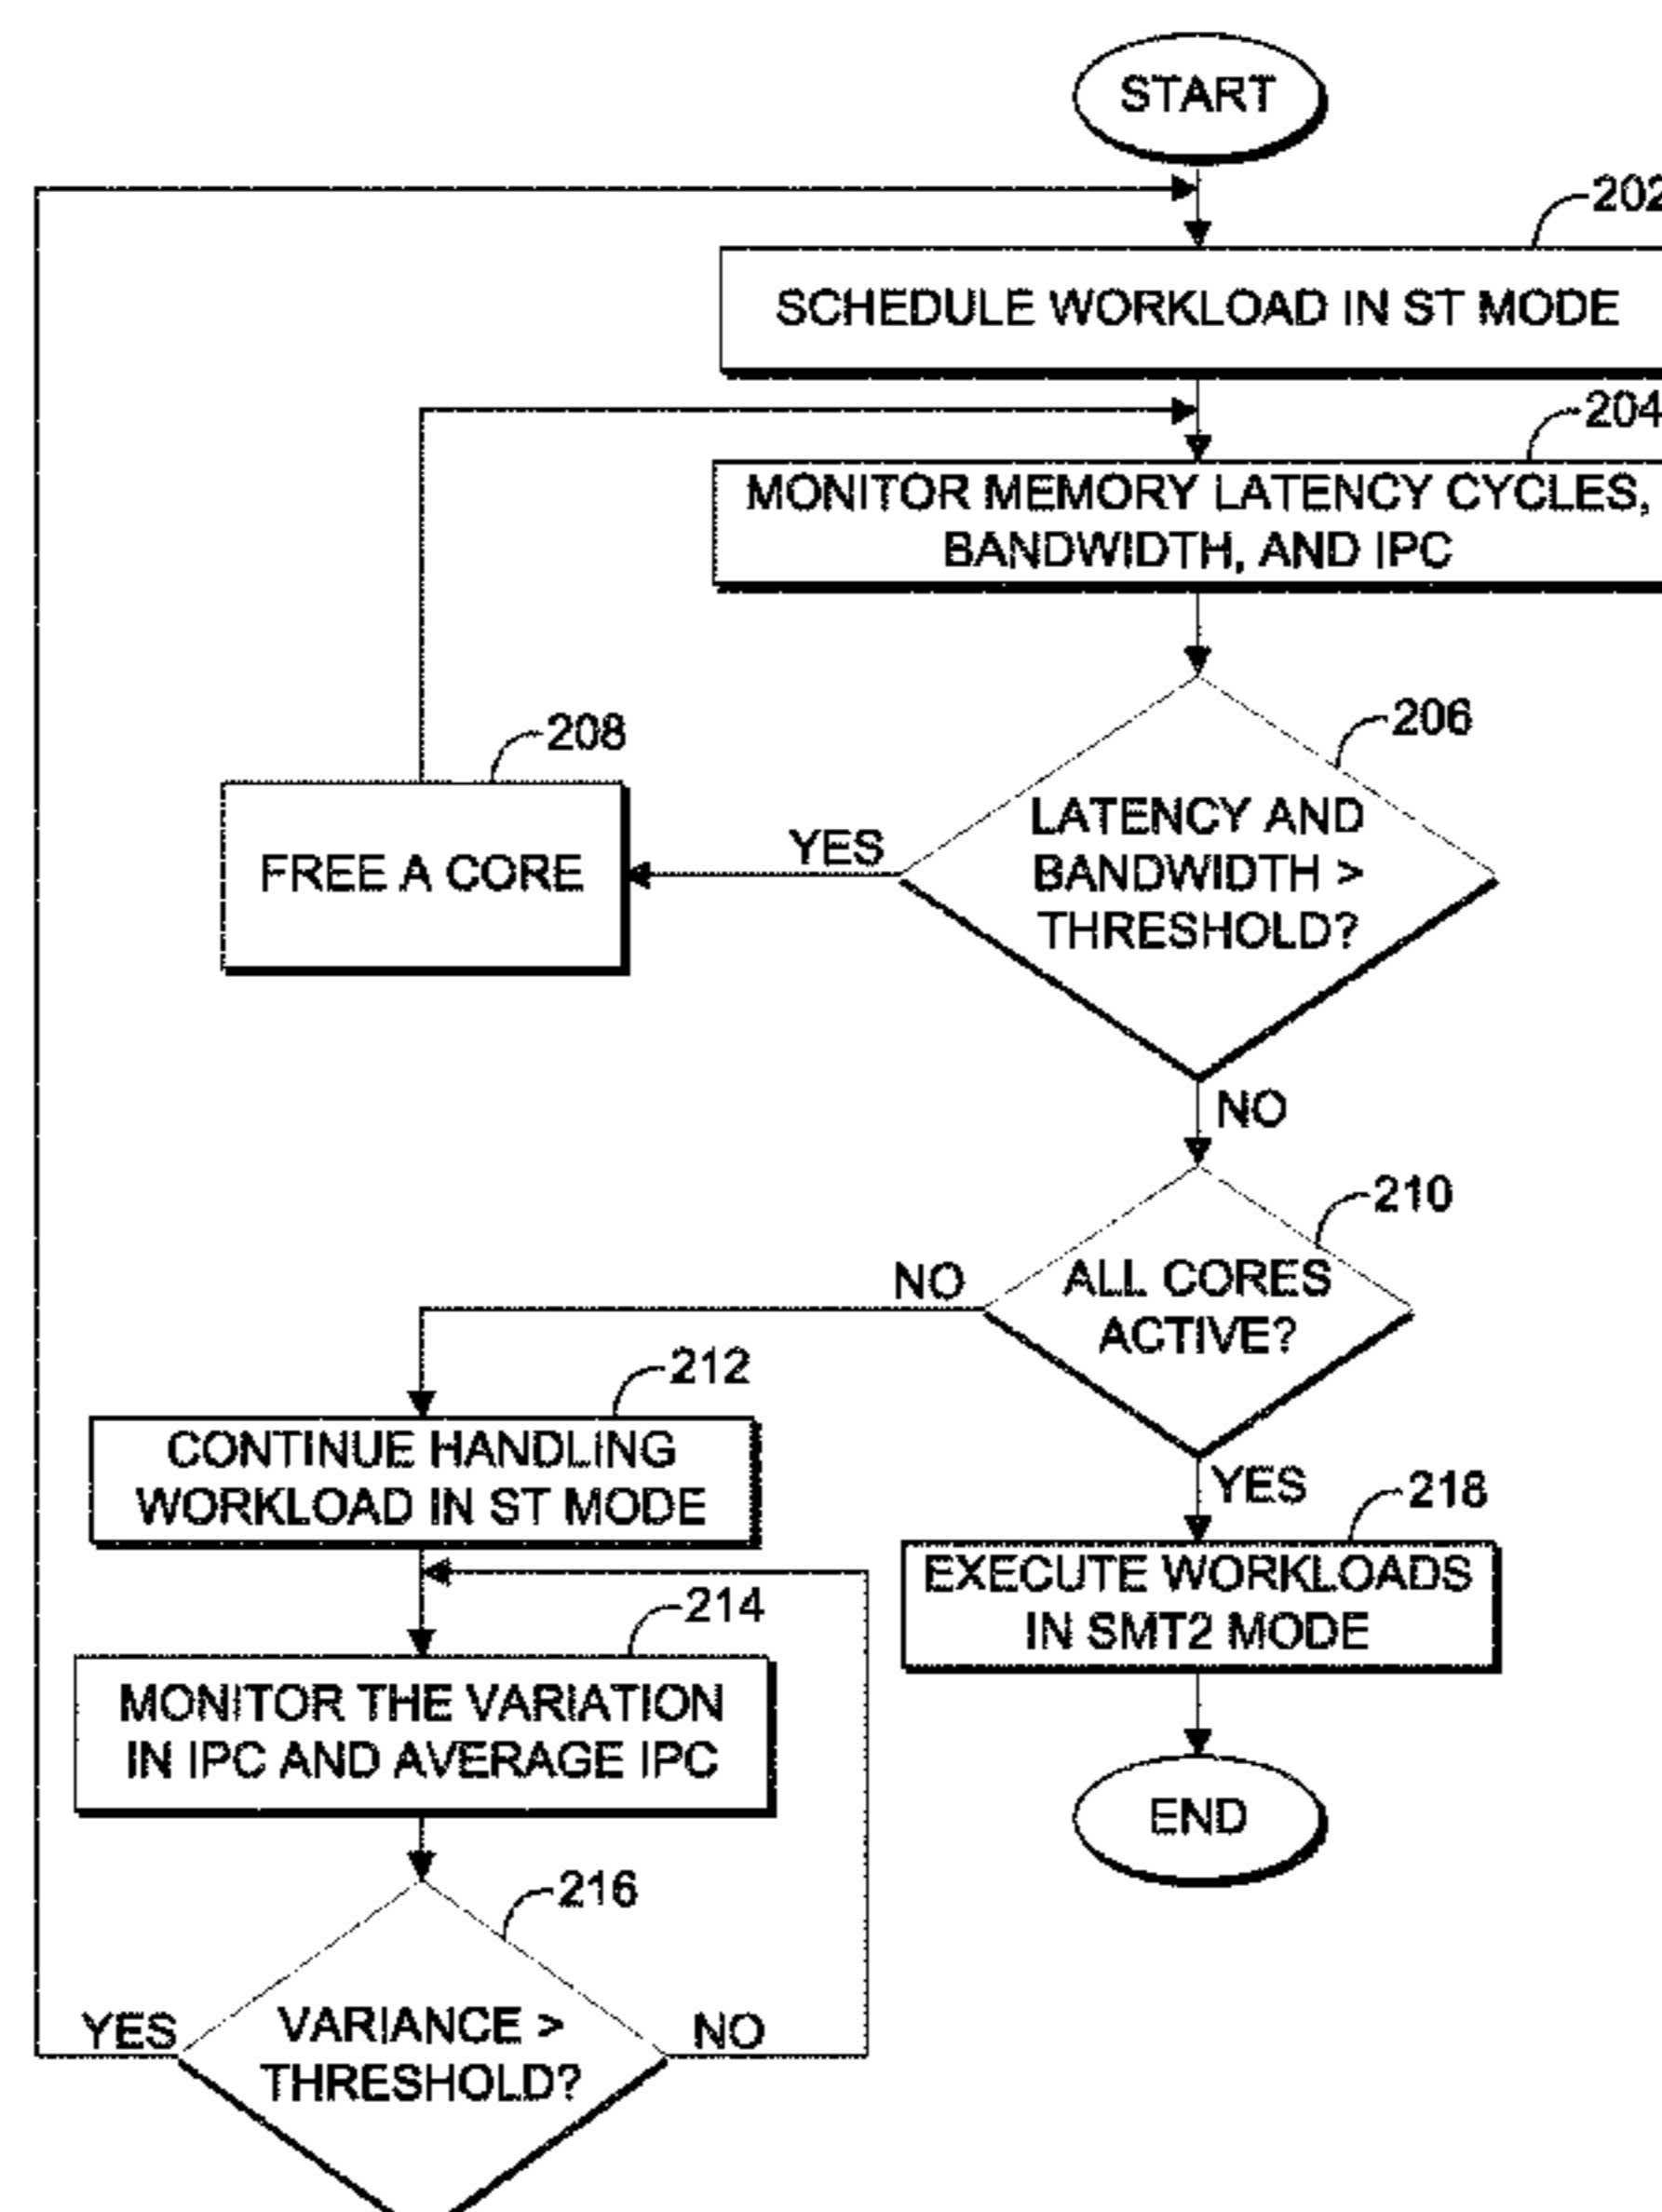 START
202
SCHEDULE WORKLOAD IN ST MODE
204
MONITOR MEMORY LATENCY CYCLES,
BANDWIDTH, AND IPC
206
LATENCY AND
BANDWIDTH >
THRESHOLD?
YES
208
FREE A CORE
NO
210
ALL CORES
ACTIVE?
NO
212
CONTINUE HANDLING
WORKLOAD IN ST MODE
YES
218
EXECUTE WORKLOADS
IN SMT2 MODE
214
MONITOR THE VARIATION
IN IPC AND AVERAGE IPC
END
216
VARIANCE >
THRESHOLD?
YES
NO